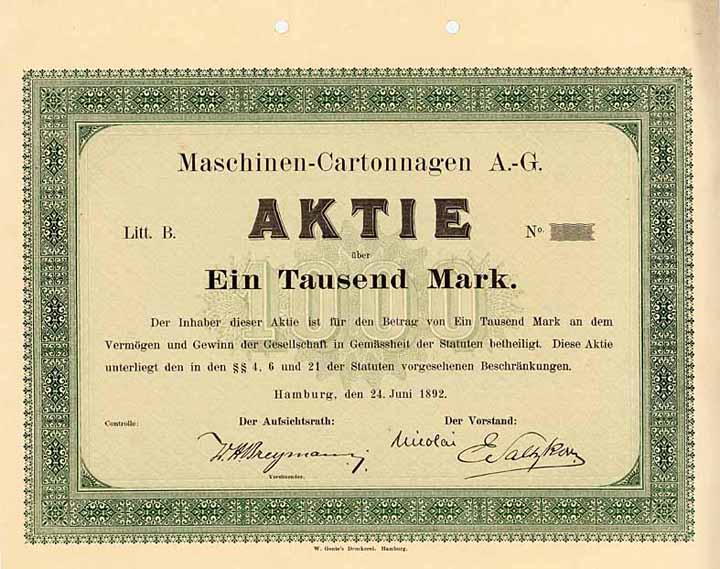 Maschinen-Cartonnagen A.-G.
AKTIE
Litt. B. No.
über
Ein Tausend Mark.
1000
Der Inhaber dieser Aktie ist für den Betrag von Ein Tausend Mark an dem
Vermögen und Gewinn der Gesellschaft in Gemässheit der Statuten betheiligt. Diese Aktie
unterliegt den in den §§ 4, 6 und 21 der Statuten vorgesehenen Beschränkungen.
Hamburg, den 24. Juni 1892.
Controlle: Der Aufsichtsrath: Der Vorstand:
W. H. Breymann Nicolai
Vorsitzender.
W. Gente's Druckerei. Hamburg.